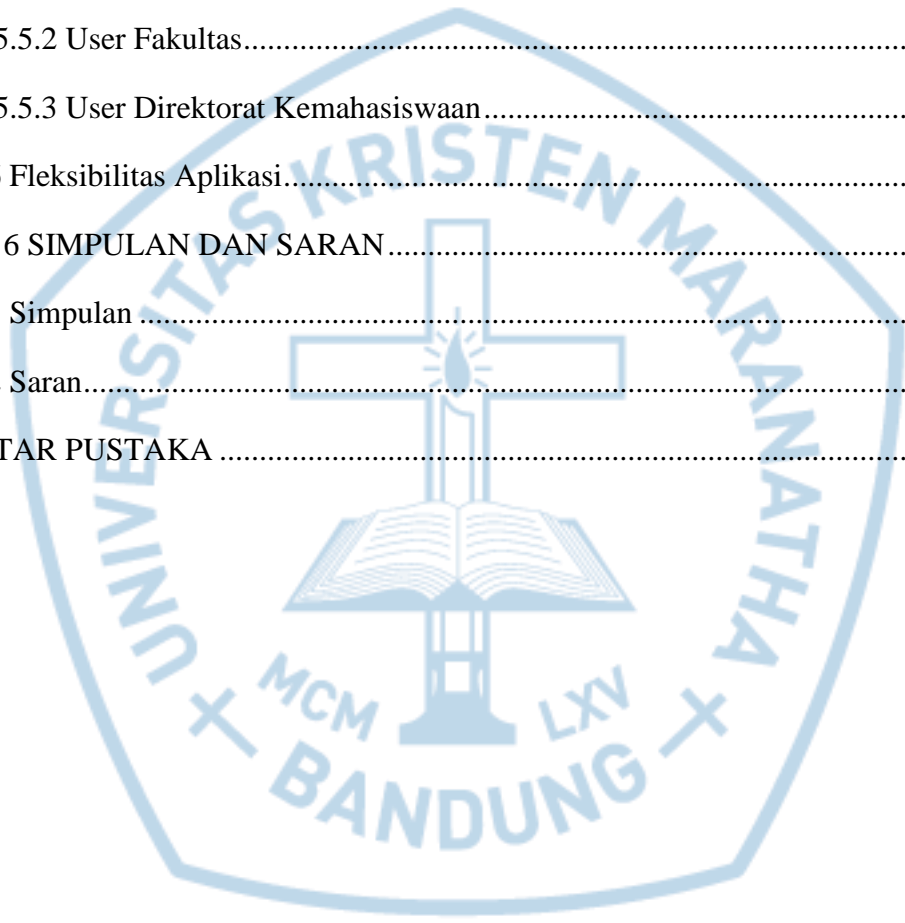 5.5.2 User Fakultas
5.5.3 User Direktorat Kemahasiswaan
Fleksibilitas Aplikasi
6 SIMPULAN DAN SARAN
Simpulan
Saran
TAR PUSTAKA
UNIVERSITAS KRISTEN MARANATHA
MCM LXV
BANDUNG